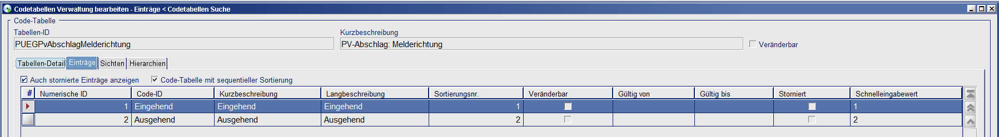 Codetabellen Verwaltung bearbeiten - Einträge < Codetabellen Suche
Code-Tabelle
Tabellen-ID Kurzbeschreibung
PUEGPvAbschlagMelderichtung PV-Abschlag: Melderichtung Veränderbar
Tabellen-Detail Einträge Sichten Hierarchien
Auch stornierte Einträge anzeigen Code-Tabelle mit sequentieller Sortierung
# Numerische ID Code-ID Kurzbeschreibung Langbeschreibung Sortierungsnr. Veränderbar Gültig von Gültig bis Storniert Schnelleingabewert
1 Eingehend Eingehend Eingehend 1 1
2 Ausgehend Ausgehend Ausgehend 2 2